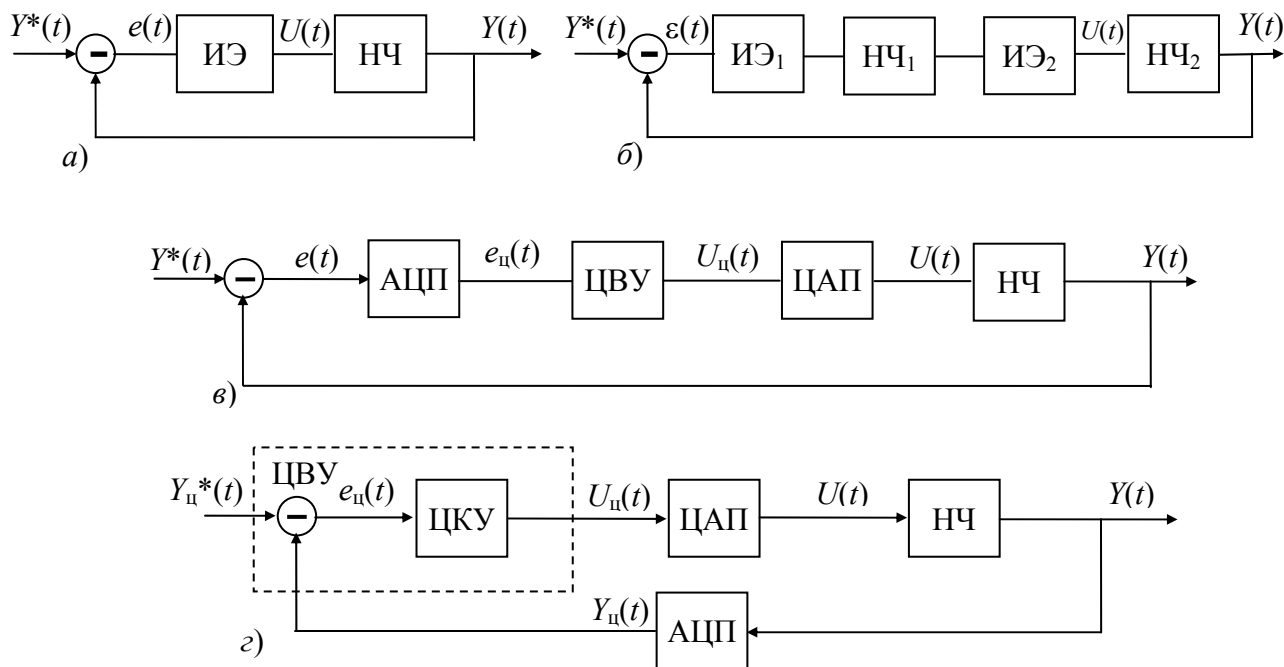 Y*(t) e(t) ИЭ U(t) НЧ Y(t)
а)
Y*(t) ε(t) ИЭ₁ НЧ₁ ИЭ₂ U(t) НЧ₂ Y(t)
б)
Y*(t) e(t) АЦП eц(t) ЦВУ Uц(t) ЦАП U(t) НЧ Y(t)
в)
ЦВУ
Yц*(t) eц(t) ЦКУ Uц(t) ЦАП U(t) НЧ Y(t)
Yц(t) АЦП
г)